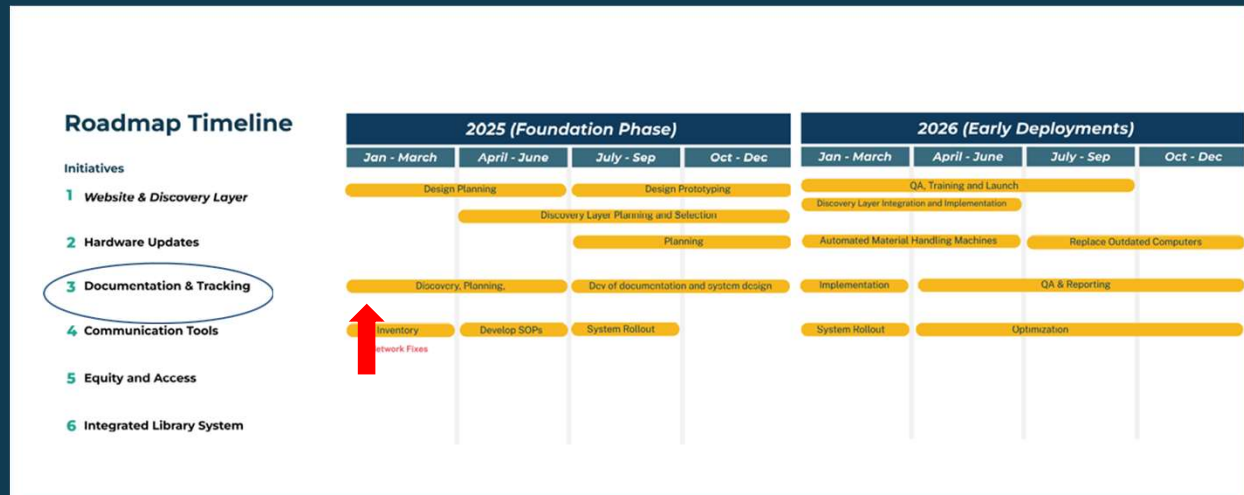 Roadmap Timeline
2025 (Foundation Phase)
2026 (Early Deployments)
Initiatives
Jan - March
April - June
July - Sep
Oct - Dec
Jan - March
April - June
July - Sep
Oct - Dec
1 Website & Discovery Layer
Design Planning
Design Prototyping
QA, Training and Launch
Discovery Layer Planning and Selection
Discovery Layer Integration and Implementation
2 Hardware Updates
Planning
Automated Material Handling Machines
Replace Outdated Computers
3 Documentation & Tracking
Discovery, Planning,
Dev of documentation and system design
Implementation
QA & Reporting
4 Communication Tools
Inventory
Develop SOPs
System Rollout
System Rollout
Optimization
Fixes
5 Equity and Access
6 Integrated Library System